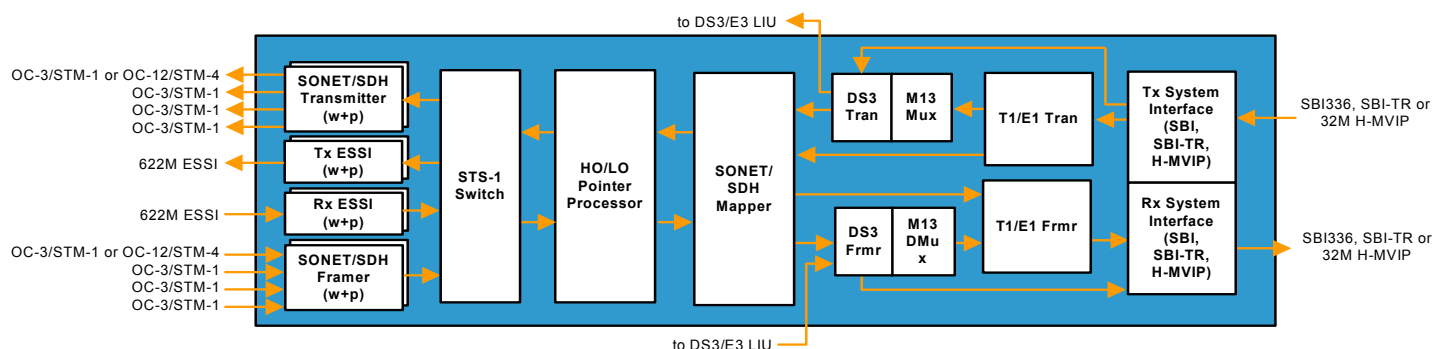 to DS3/E3 LIU
OC-3/STM-1 or OC-12/STM-4
OC-3/STM-1
OC-3/STM-1
OC-3/STM-1
622M ESSI
622M ESSI
OC-3/STM-1 or OC-12/STM-4
OC-3/STM-1
OC-3/STM-1
OC-3/STM-1
SONET/SDH
Transmitter
(w+p)
Tx ESSI
(w+p)
Rx ESSI
(w+p)
SONET/SDH
Framer
(w+p)
STS-1
Switch
HO/LO
Pointer
Processor
SONET/
SDH
Mapper
DS3
Tran
M13
Mux
T1/E1 Tran
Tx System
Interface
(SBI,
SBI-TR,
H-MVIP)
SBI336, SBI-TR or
32M H-MVIP
DS3
Frmr
M13
DMu
x
T1/E1 Frmr
Rx System
Interface
(SBI,
SBI-TR,
H-MVIP)
SBI336, SBI-TR or
32M H-MVIP
to DS3/E3 LIU